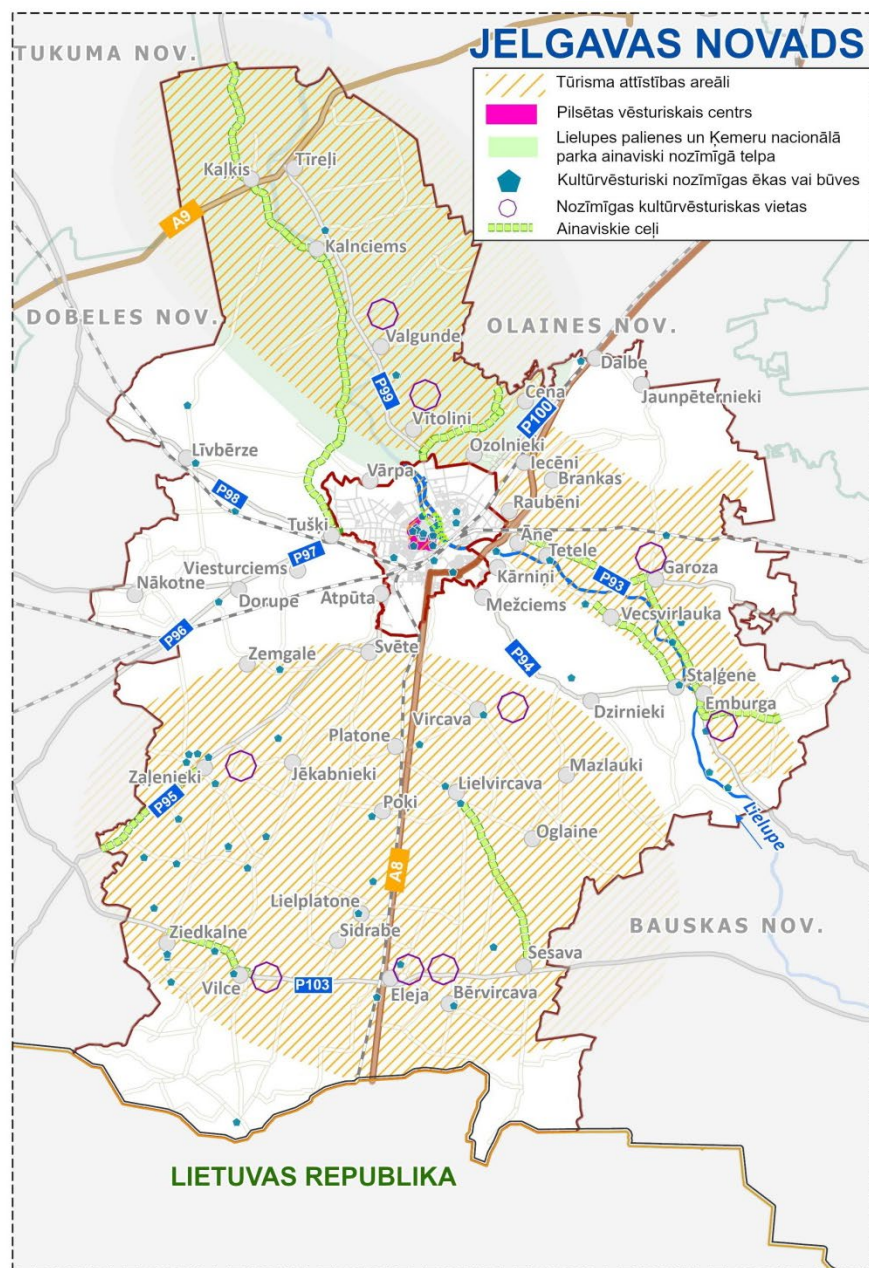 JELGAVAS NOVADS
TUKUMA NOV.
Tūrisma attīstības areāli
Pilsētas vēsturiskais centrs
Lielupes palienes un Ķemeru nacionālā
parka ainaviski nozīmīgā telpa
Kultūrvēsturiski nozīmīgas ēkas vai būves
Nozīmīgas kultūrvēsturiskas vietas
Ainaviskie ceļi
Kaļķis
Tīreļi
A9
Kalnciems
DOBELES NOV.
OLAINES NOV.
Valgunde
Dalbe
P99
Jaunpēternieki
Cena
P100
Vītoliņi
Līvbērze
Ozolnieki
Iecēni
Vārpa
Brankas
P98
Raubēni
Tušķi
Āne
P97
Tetele
Viesturciems
Kārniņi
P93
Garoza
Nākotne
Dorupe
Atpūta
Mežciems
Vecsvirlauka
P96
Zemgale
Svēte
P94
Staļģene
Emburga
Vircava
Dzirnieki
Platone
Zaļenieki
Jēkabnieki
Mazlauki
Lielvircava
P95
Poķi
Lielupe
Oglaine
A8
Lielplatone
BAUSKAS NOV.
Ziedkalne
Sidrabe
Sesava
Vilce
P103
Eleja
Bērvircava
LIETUVAS REPUBLIKA